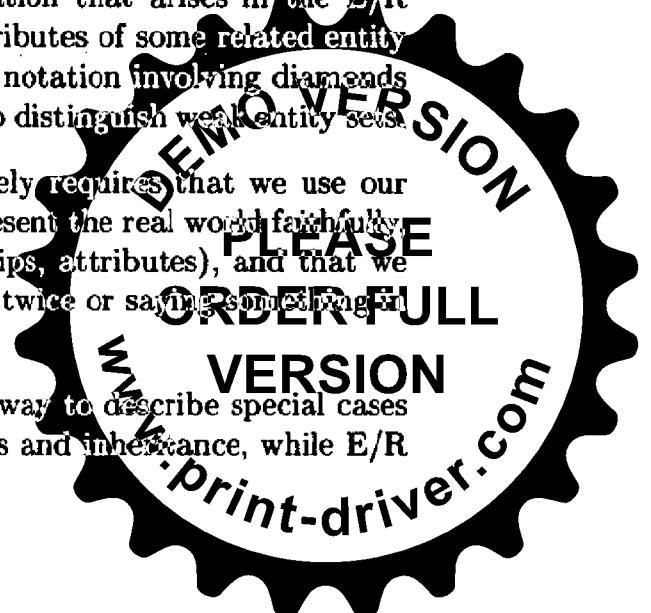 ation that arises in the E/R
ributes of some related entity
notation involving diamonds
o distinguish weak entity sets.
ely requires that we use our
esent the real world faithfully,
ips, attributes), and that we
twice or saying something in
way to describe special cases
s and inheritance, while E/R
DEMO VERSION
PLEASE
ORDER FULL
VERSION
www.print-driver.com